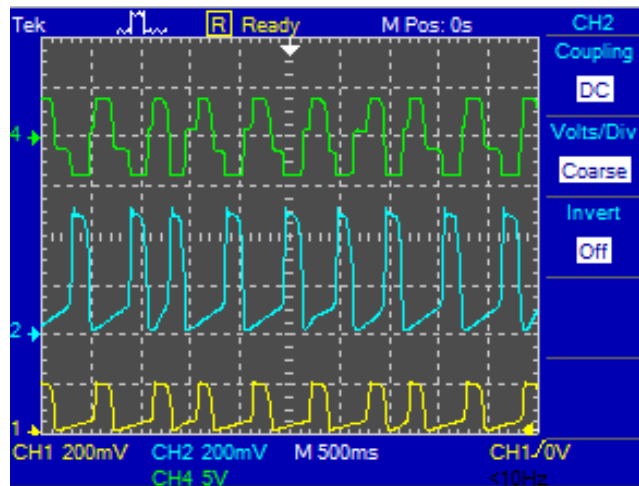 Tek R Ready M Pos: 0s CH2
Coupling
DC
Volts/Div
Coarse
Invert
Off
4
2
1
CH1 200mV CH2 200mV M 500ms CH1/0V
CH4 5V <10Hz